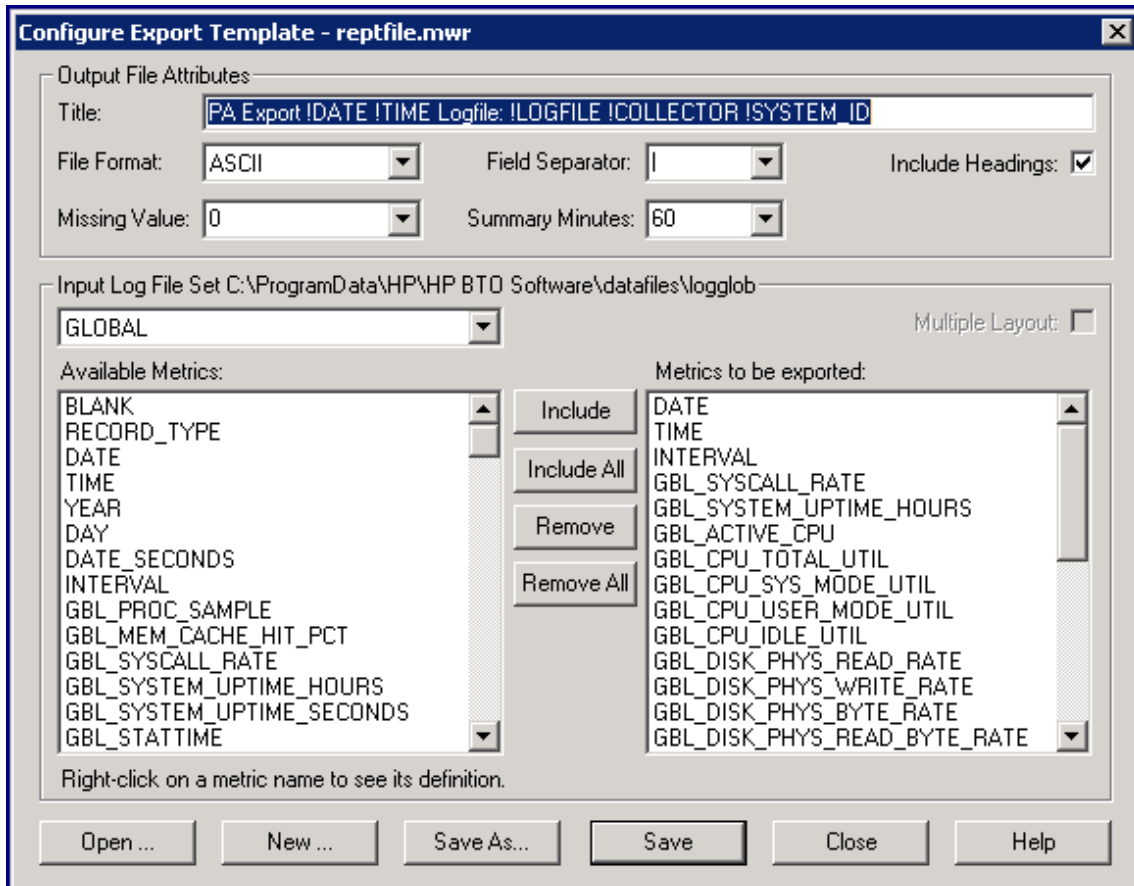 Configure Export Template - reptfile.mwr
Output File Attributes
Title: PA Export !DATE !TIME Logfile: !LOGFILE !COLLECTOR !SYSTEM_ID
File Format: ASCII Field Separator: | Include Headings:
Missing Value: 0 Summary Minutes: 60
Input Log File Set C:\ProgramData\HP\HP BTO Software\datafiles\logglob
GLOBAL Multiple Layout:
Available Metrics:
BLANK
RECORD_TYPE
DATE
TIME
YEAR
DAY
DATE_SECONDS
INTERVAL
GBL_PROC_SAMPLE
GBL_MEM_CACHE_HIT_PCT
GBL_SYSCALL_RATE
GBL_SYSTEM_UPTIME_HOURS
GBL_SYSTEM_UPTIME_SECONDS
GBL_STATTIME
Include
Include All
Remove
Remove All
Metrics to be exported:
DATE
TIME
INTERVAL
GBL_SYSCALL_RATE
GBL_SYSTEM_UPTIME_HOURS
GBL_ACTIVE_CPU
GBL_CPU_TOTAL_UTIL
GBL_CPU_SYS_MODE_UTIL
GBL_CPU_USER_MODE_UTIL
GBL_CPU_IDLE_UTIL
GBL_DISK_PHYS_READ_RATE
GBL_DISK_PHYS_WRITE_RATE
GBL_DISK_PHYS_BYTE_RATE
GBL_DISK_PHYS_READ_BYTE_RATE
Right-click on a metric name to see its definition.
Open ... New ... Save As... Save Close Help